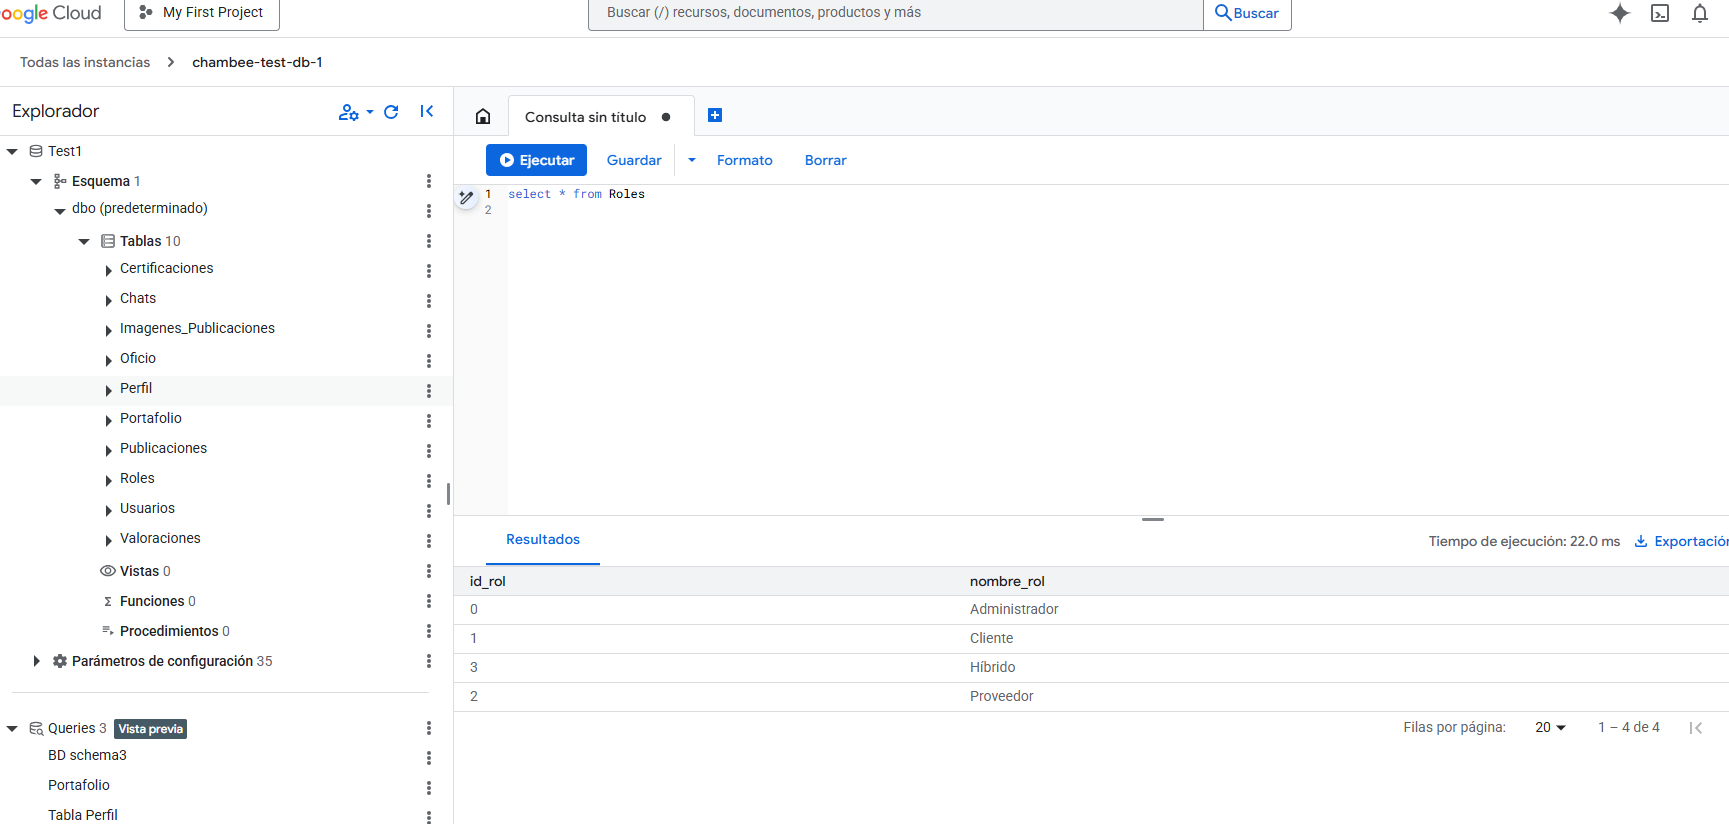 oogle Cloud
My First Project
Buscar (/) recursos, documentos, productos y más
Buscar
Todas las instancias
chambee-test-db-1
Explorador
Test1
Esquema 1
dbo (predeterminado)
Tablas 10
Certificaciones
Chats
Imagenes_Publicaciones
Oficio
Perfil
Portafolio
Publicaciones
Roles
Usuarios
Valoraciones
Vistas 0
Funciones 0
Procedimientos 0
Parámetros de configuración 35
Queries 3 Vista previa
BD schema3
Portafolio
Tabla Perfil
Consulta sin título
Ejecutar Guardar Formato Borrar
1 select * from Roles
2
Resultados
Tiempo de ejecución: 22.0 ms Exportación
id_rol nombre_rol
0 Administrador
1 Cliente
3 Híbrido
2 Proveedor
Filas por página: 20 1 – 4 de 4